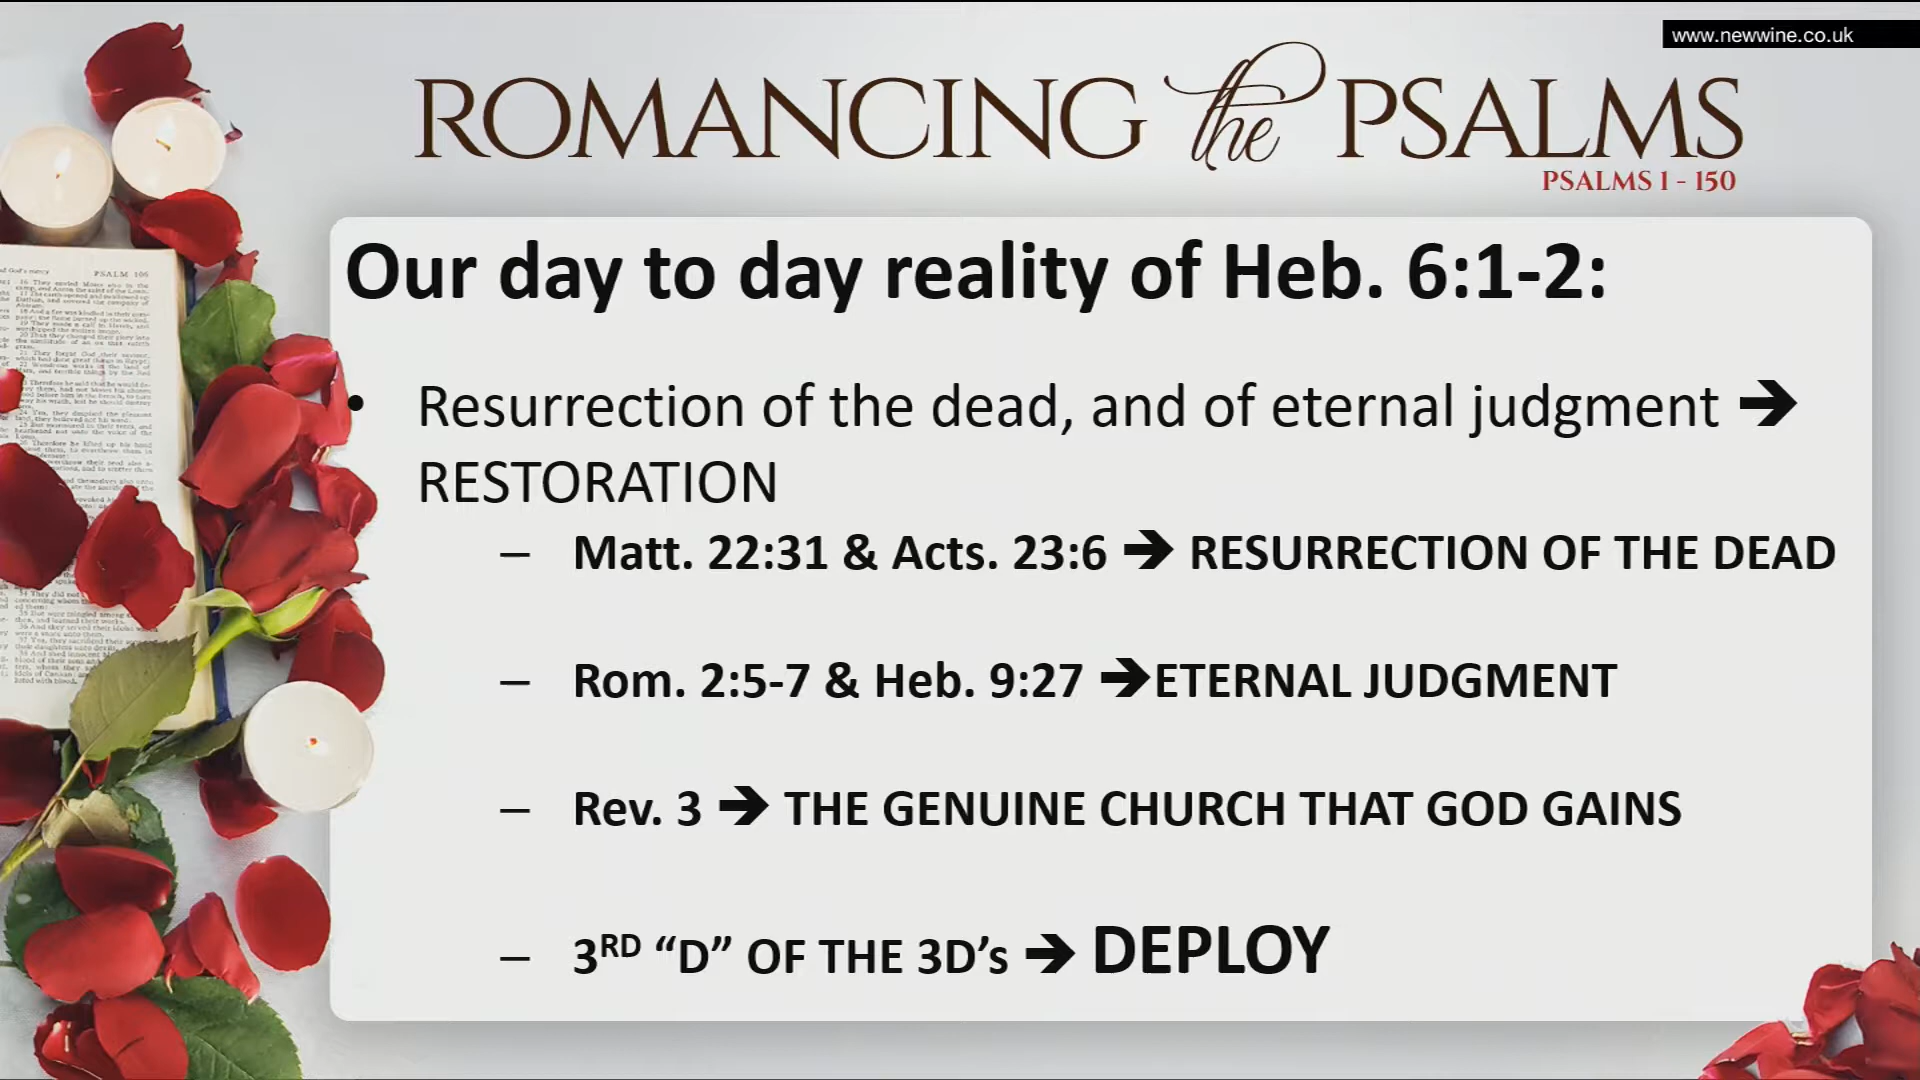 www.newwine.co.uk
ROMANCING the PSALMS
PSALMS 1 - 150
Our day to day reality of Heb. 6:1-2:
• Resurrection of the dead, and of eternal judgment ➔
RESTORATION
– Matt. 22:31 & Acts. 23:6 ➔ RESURRECTION OF THE DEAD
– Rom. 2:5-7 & Heb. 9:27 ➔ETERNAL JUDGMENT
– Rev. 3 ➔ THE GENUINE CHURCH THAT GOD GAINS
– 3RD “D” OF THE 3D’s ➔ DEPLOY
PSALM 106